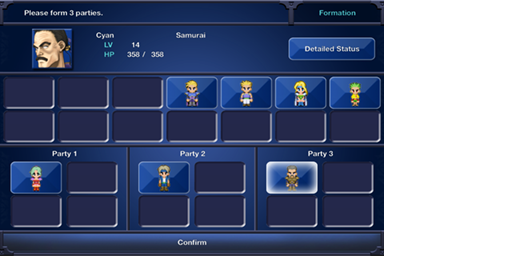 Please form 3 parties.
Formation
Cyan Samurai
LV 14
HP 358 / 358
Detailed Status
Party 1 Party 2 Party 3
Confirm